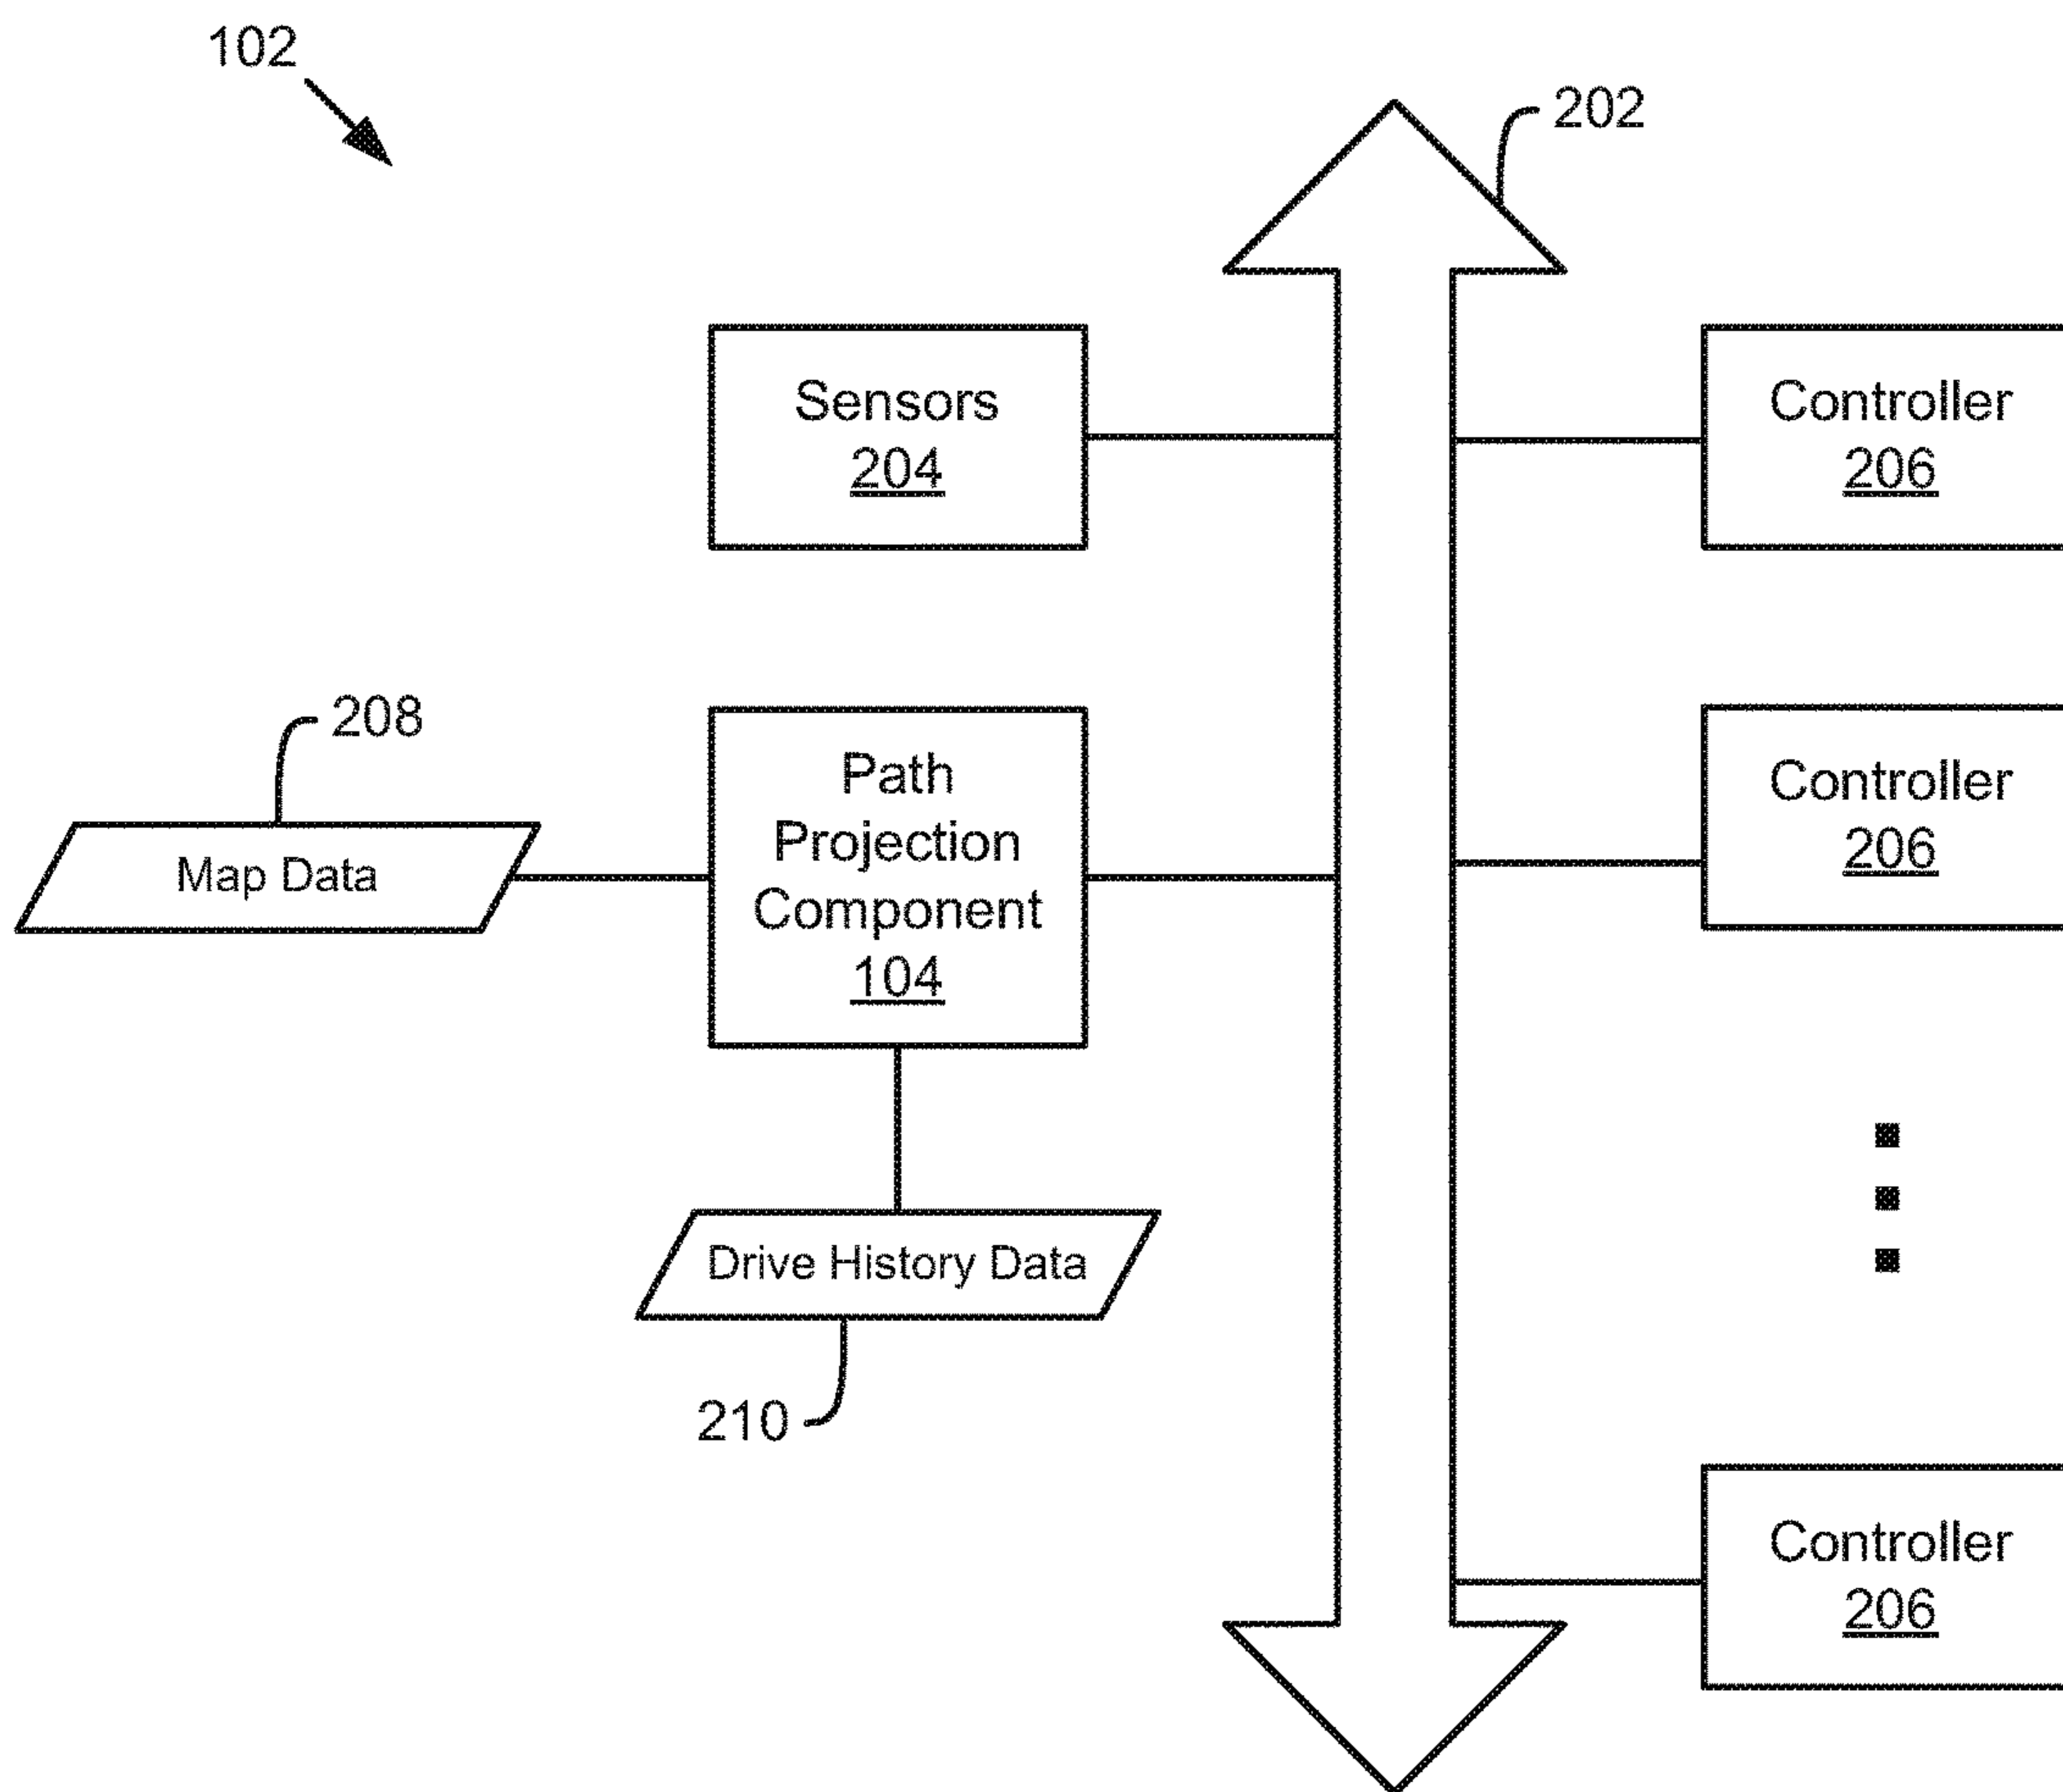 102
202
Sensors
204
Controller
206
208
Map Data
Path
Projection
Component
104
Controller
206
Drive History Data
210
Controller
206